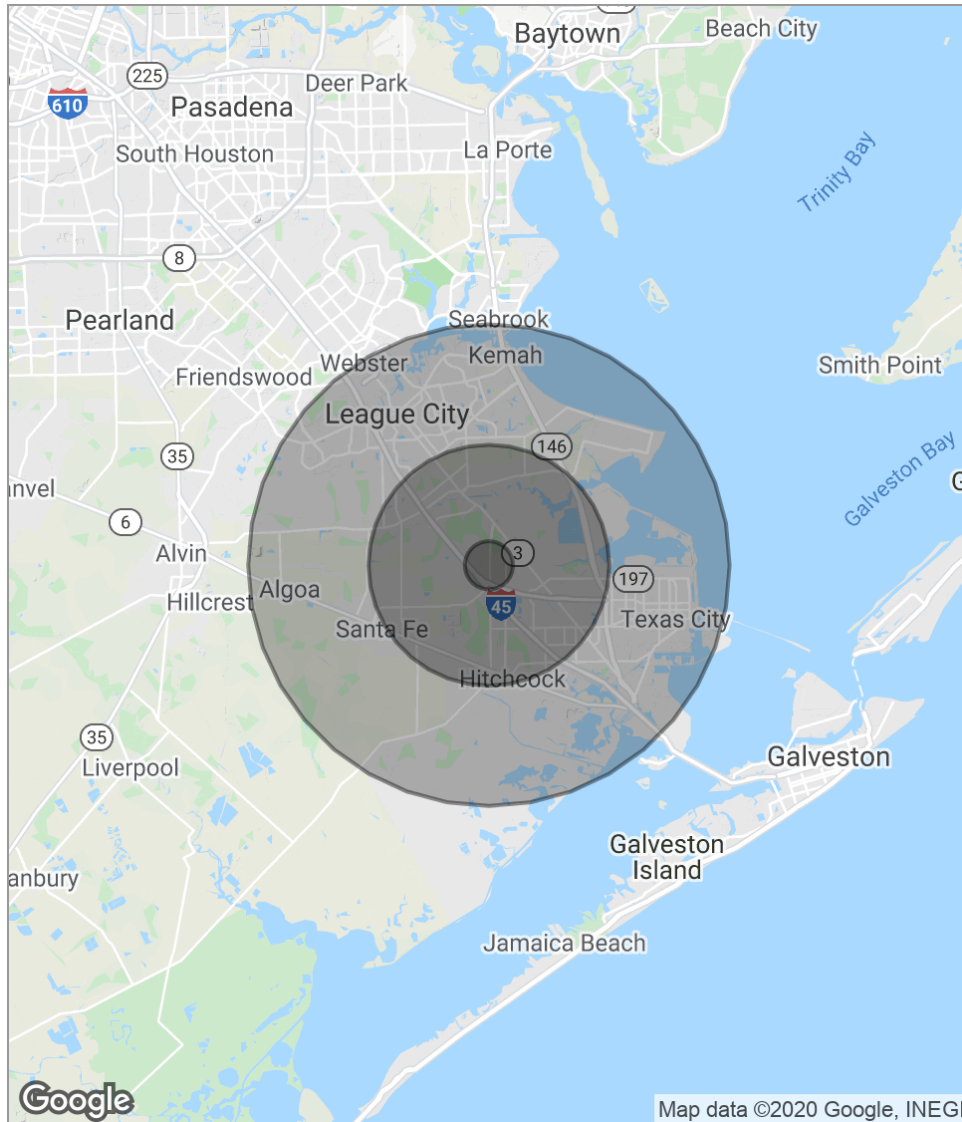 Baytown
Beach City
225
Deer Park
610
Pasadena
South Houston
La Porte
Trinity Bay
8
Pearland
Seabrook
Kemah
Webster
Friendswood
Smith Point
League City
146
35
Galveston Bay
anvel
G
6
Alvin
3
Algoa
197
Hillcrest
45
Texas City
Santa Fe
Hitchcock
35
Liverpool
Galveston
Galveston
Island
anbury
Jamaica Beach
Google
Map data ©2020 Google, INEGI